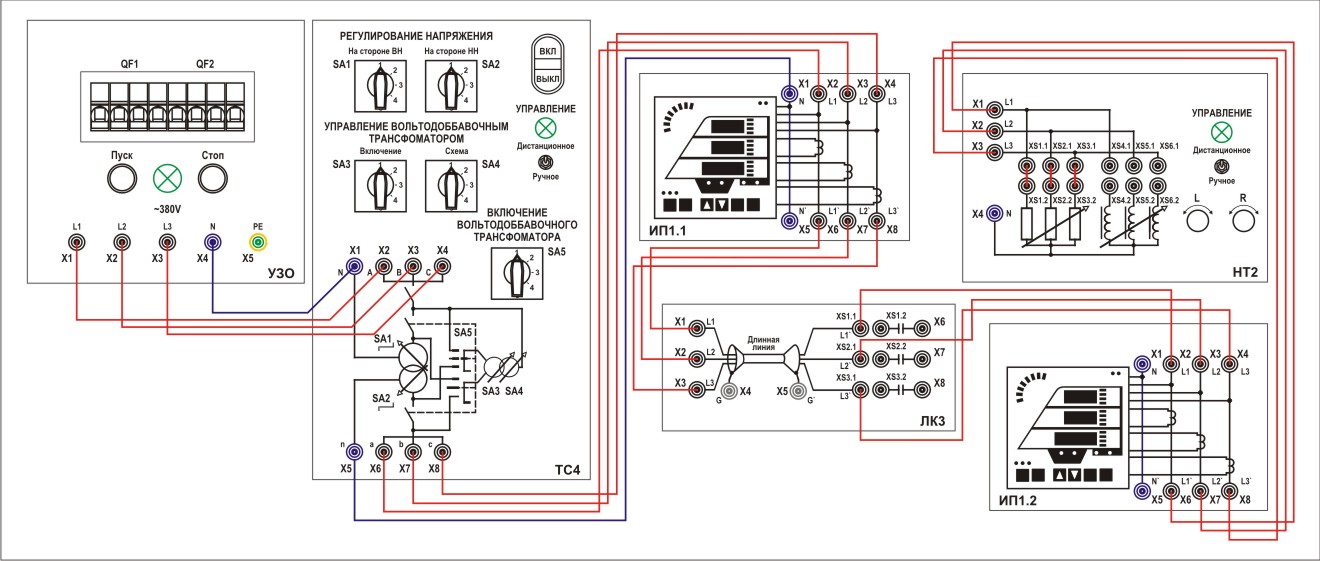 QF1 QF2
Пуск Стоп
~380V
L1 L2 L3 N PE
X1 X2 X3 X4 X5
УЗО
РЕГУЛИРОВАНИЕ НАПРЯЖЕНИЯ
На стороне ВН На стороне НН
SA1 1 2 3 4 1 2 3 4 SA2
ВКЛ
ВЫКЛ
УПРАВЛЕНИЕ
Дистанционное
Ручное
УПРАВЛЕНИЕ ВОЛЬТОДОББАВОЧНЫМ
ТРАНСФОМАТОРОМ
Включение Схема
SA3 1 2 3 4 1 2 3 4 SA4
ВКЛЮЧЕНИЕ
ВОЛЬТОДОББАВОЧНОГО
ТРАНСФОМАТОРА
1 2 3 4 SA5
X1 X2 X3 X4
N A B C
SA1 SA5
SA2 SA3 SA4
n a b c
X5 X6 X7 X8
ТС4
X1 X2 X3 X4
N L1 L2 L3
N` L1` L2` L3`
X5 X6 X7 X8
ИП1.1
X1 L1
X2 L2
X3 L3
XS1.1 XS2.1 XS3.1 XS4.1 XS5.1 XS6.1
XS1.2 XS2.2 XS3.2 XS4.2 XS5.2 XS6.2
X4 N
УПРАВЛЕНИЕ
Дистанционное
Ручное
L R
НТ2
X1 L1 XS1.1 XS1.2 X6
L1`
Длинная
линия
X2 L2 XS2.1 XS2.2 X7
L2`
X3 L3 XS3.1 XS3.2 X8
L3`
G X4 X5 G`
ЛК3
X1 X2 X3 X4
N L1 L2 L3
N` L1` L2` L3`
X5 X6 X7 X8
ИП1.2